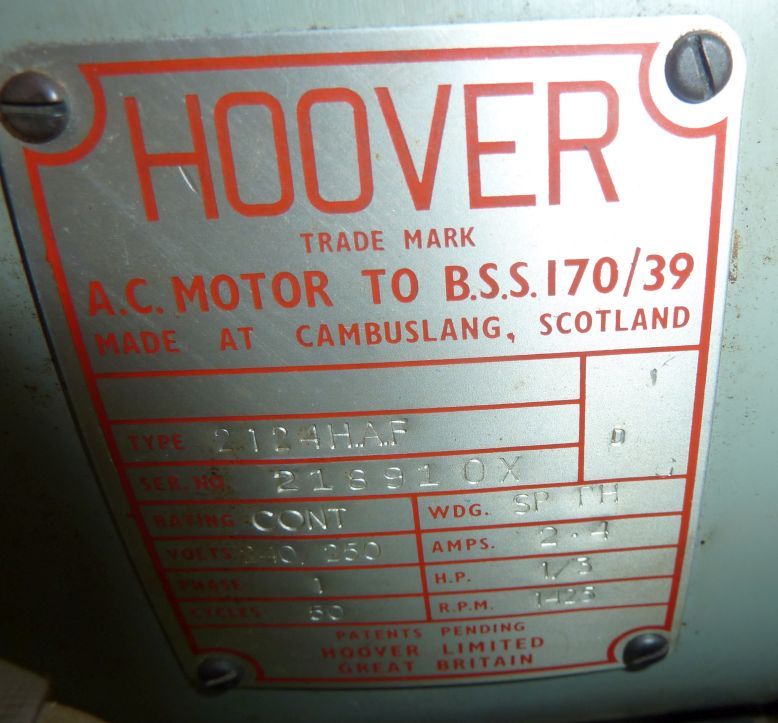 HOOVER
TRADE MARK
A.C. MOTOR TO B.S.S. 170/39
MADE AT CAMBUSLANG, SCOTLAND
TYPE 2124H.A.F
D
SER. NO. 218910X
RATING CONT WDG. SP PH
VOLTS 240, 250 AMPS. 2.4
PHASE 1 H.P. 1/3
CYCLES 50 R.P.M. 1425
PATENTS PENDING
HOOVER LIMITED
GREAT BRITAIN